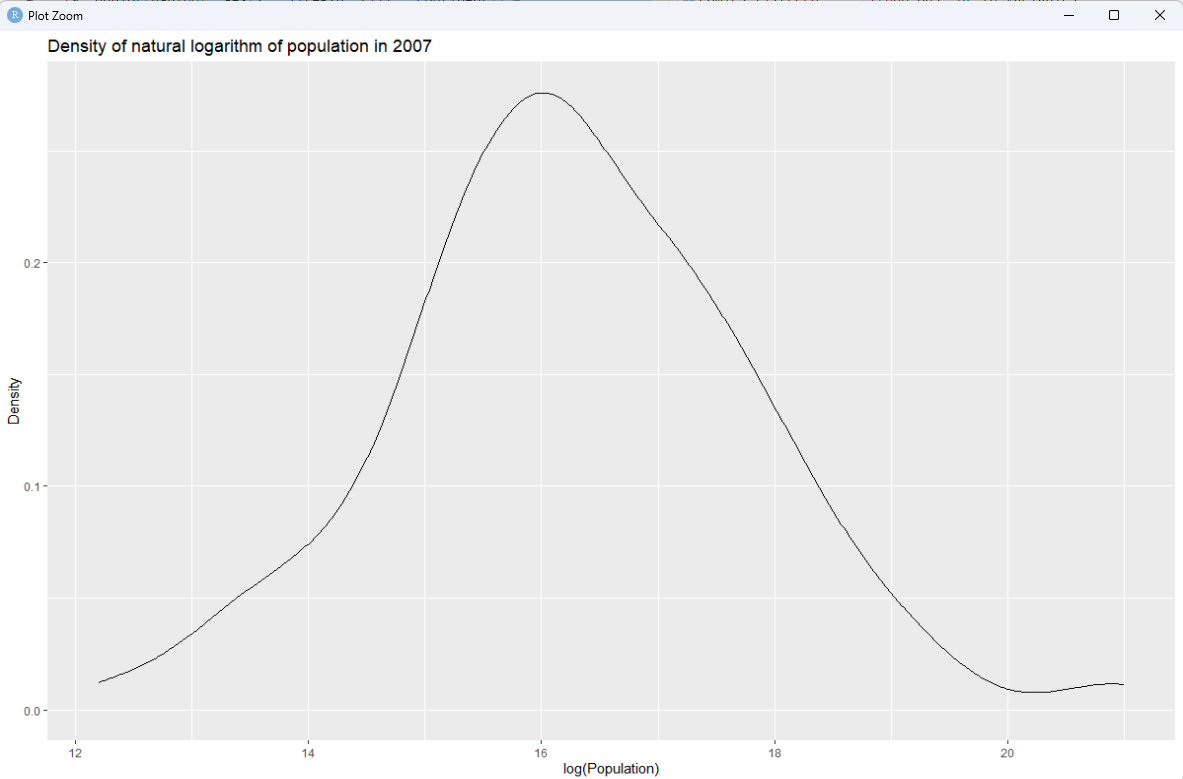 R Plot Zoom
Density of natural logarithm of population in 2007
Density
0.2
0.1
0.0
12 14 16 18 20
log(Population)